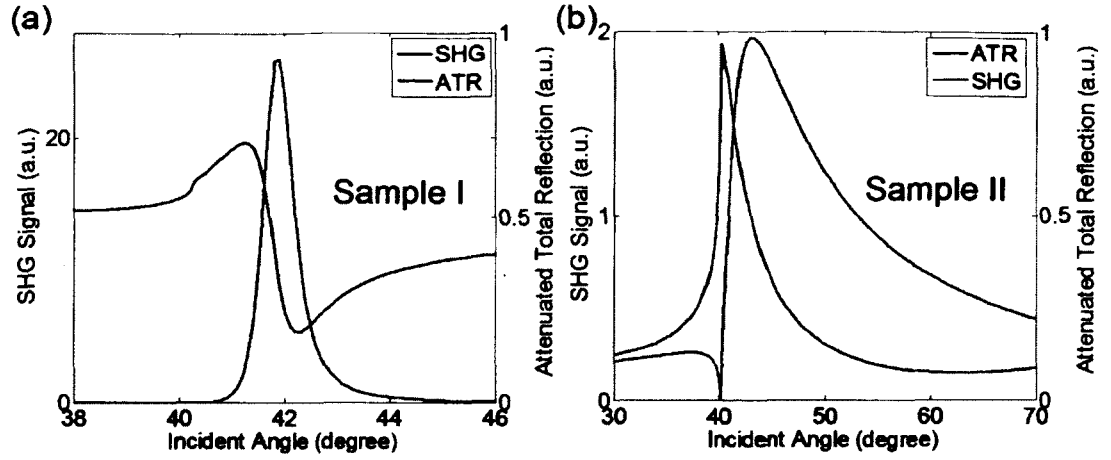 (a)
SHG
ATR
20
0
SHG Signal (a.u.)
Sample I
1
0.5
0
Attenuated Total Reflection (a.u.)
38 40 42 44 46
Incident Angle (degree)
(b)
ATR
SHG
2
1
0
SHG Signal (a.u.)
Sample II
1
0.5
0
Attenuated Total Reflection (a.u.)
30 40 50 60 70
Incident Angle (degree)